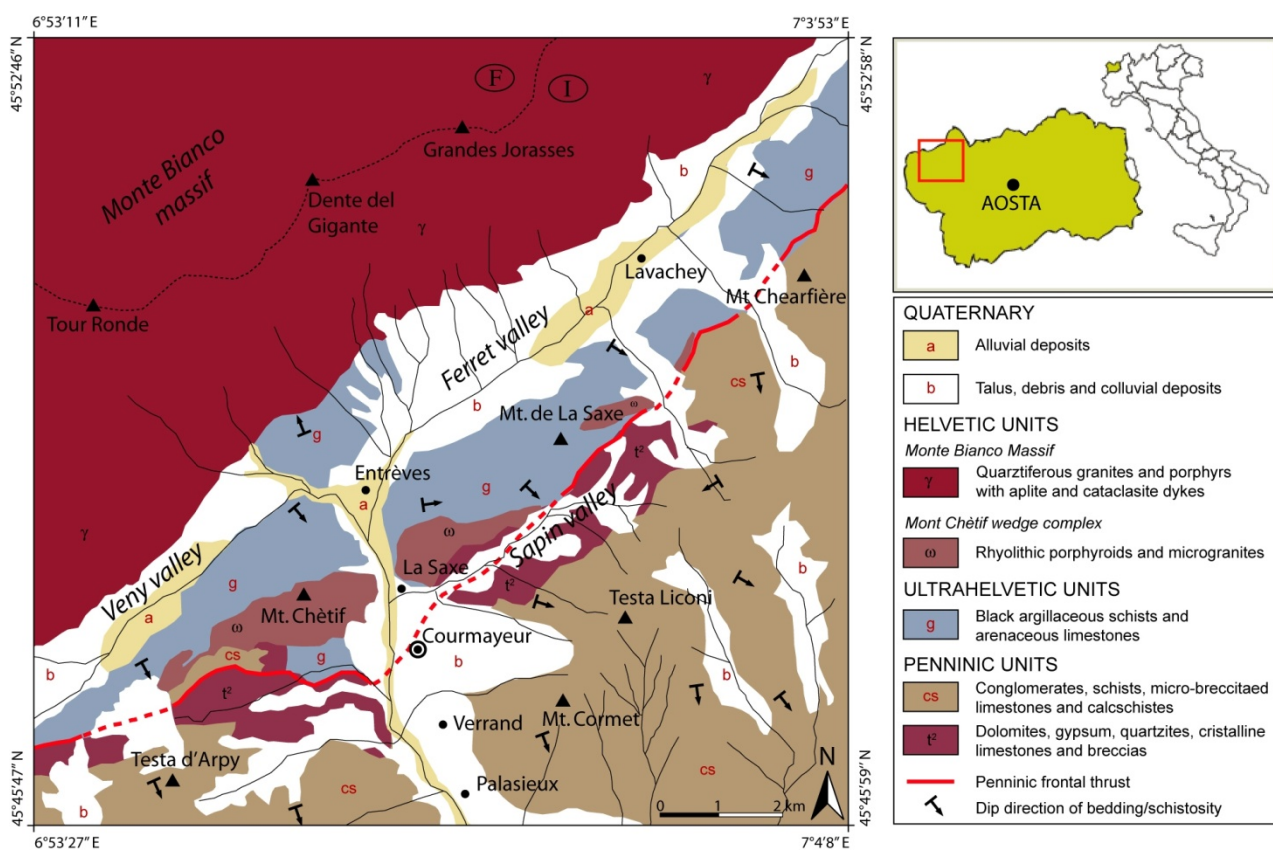 6°53'11"E
7°3'53"E
45°52'46"N
45°52'58"N
F
I
γ
Grandes Jorasses
Monte Bianco
massif
Dente del
Gigante
γ
b
g
Tour Ronde
Lavachey
Mt Chearfière
Ferret valley
a
b
cs
b
Mt. de La Saxe
ω
g
t²
Entrèves
a
g
γ
ω
Sapin valley
Veny valley
La Saxe
t²
b
g
a
Mt. Chètif
Testa Liconi
ω
Courmayeur
b
cs
g
b
b
t²
Verrand
Mt. Cormet
Testa d'Arpy
Palasieux
cs
cs
b
N
0 1 2 km
45°45'47"N
45°45'59"N
6°53'27"E
7°4'8"E
AOSTA
QUATERNARY
a Alluvial deposits
b Talus, debris and colluvial deposits
HELVETIC UNITS
Monte Bianco Massif
γ Quarztiferous granites and porphyrs
with aplite and cataclasite dykes
Mont Chètif wedge complex
ω Rhyolithic porphyroids and microgranites
ULTRAHELVETIC UNITS
g Black argillaceous schists and
arenaceous limestones
PENNINIC UNITS
cs Conglomerates, schists, micro-breccitaed
limestones and calcschistes
t² Dolomites, gypsum, quartzites, cristalline
limestones and breccias
Penninic frontal thrust
Dip direction of bedding/schistosity